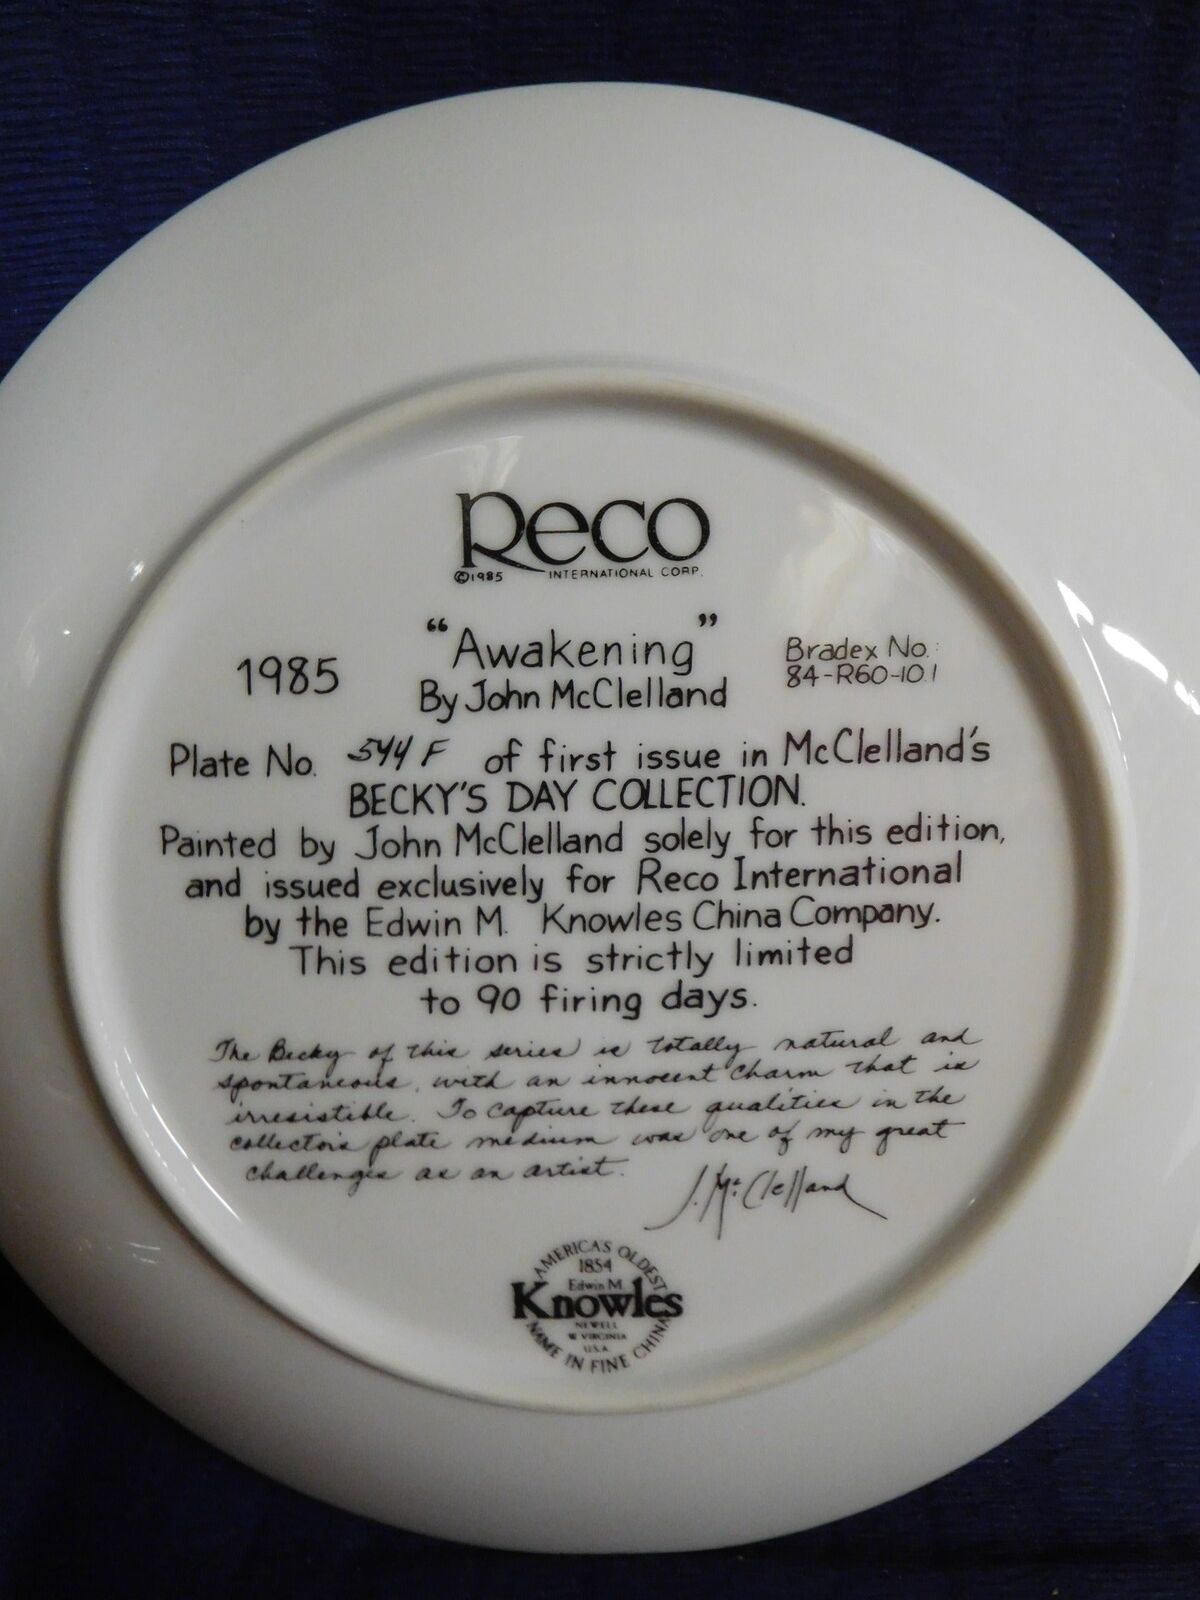 Reco
©1985 INTERNATIONAL CORP.
"Awakening"
1985
By John McClelland
Bradex No.:
84-R60-10.1
Plate No. 544 F of first issue in McClelland's
BECKY'S DAY COLLECTION.
Painted by John McClelland solely for this edition,
and issued exclusively for Reco International
by the Edwin M. Knowles China Company.
This edition is strictly limited
to 90 firing days.
The Becky of this series is totally natural and
spontaneous, with an innocent charm that is
irresistible. To capture these qualities in the
collector's plate medium was one of my great
challenges as an artist.
J. McClelland
AMERICA'S OLDEST
1854
Edwin M.
Knowles
NEWELL
W VIRGINIA
U.S.A.
NAME IN FINE CHINA